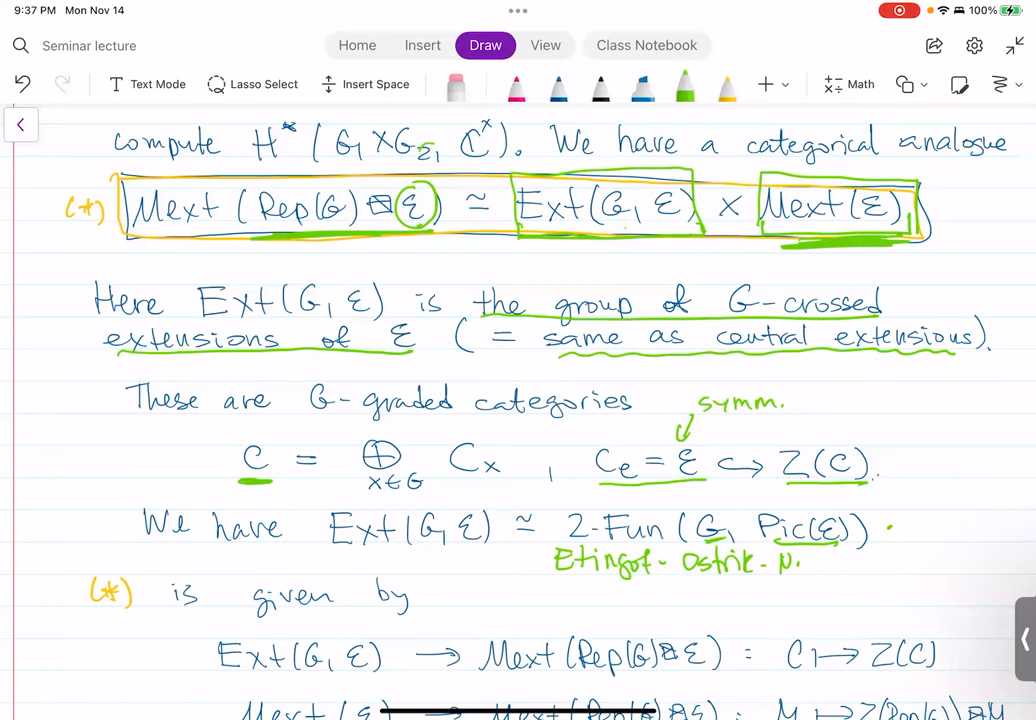 9:37 PM Mon Nov 14
100%
Seminar lecture
Home Insert Draw View Class Notebook
Text Mode Lasso Select Insert Space Math
compute H* (G₁ × G₂, ℂ^×). We have a categorical analogue
(*) Mext (Rep(G) ⊠ Ɛ) ≃ Ext(G, Ɛ) × Mext(Ɛ)
Here Ext(G, Ɛ) is the group of G-crossed
extensions of Ɛ (= same as central extensions).
These are G-graded categories
symm.
C = ⊕_{x∈G} C_x , C_e = Ɛ ↪ Z(C).
We have Ext(G, Ɛ) ≃ 2-Fun (G, Pic(Ɛ)).
Etingof-Ostrik-N.
(*) is given by
Ext(G, Ɛ) → Mext(Rep(G) ⊠ Ɛ) : C ↦ Z(C)